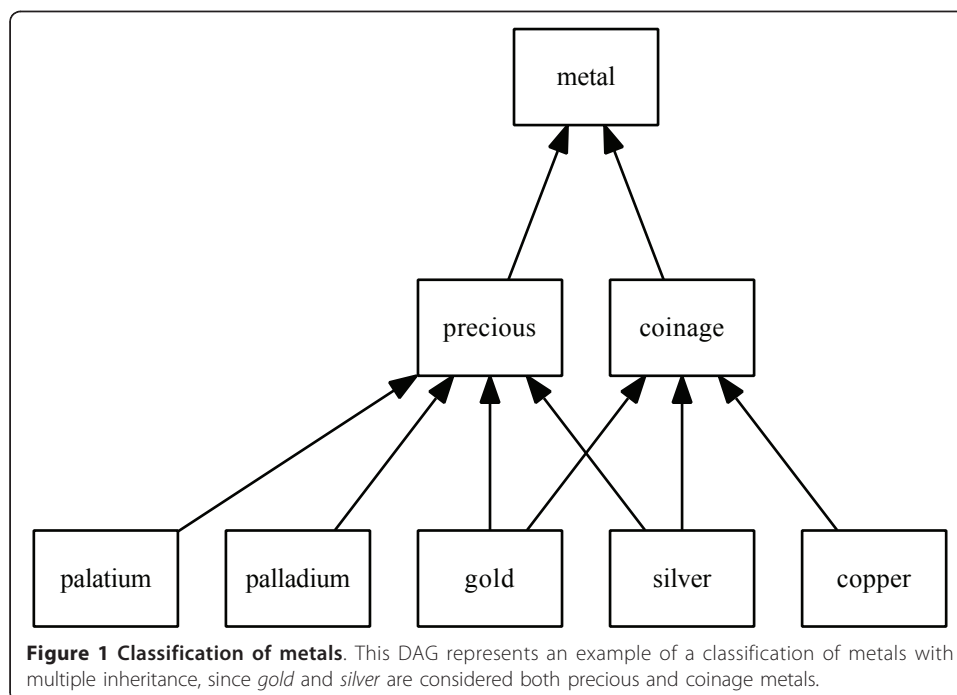 metal
precious
coinage
palatium
palladium
gold
silver
copper
Figure 1 Classification of metals. This DAG represents an example of a classification of metals with
multiple inheritance, since gold and silver are considered both precious and coinage metals.